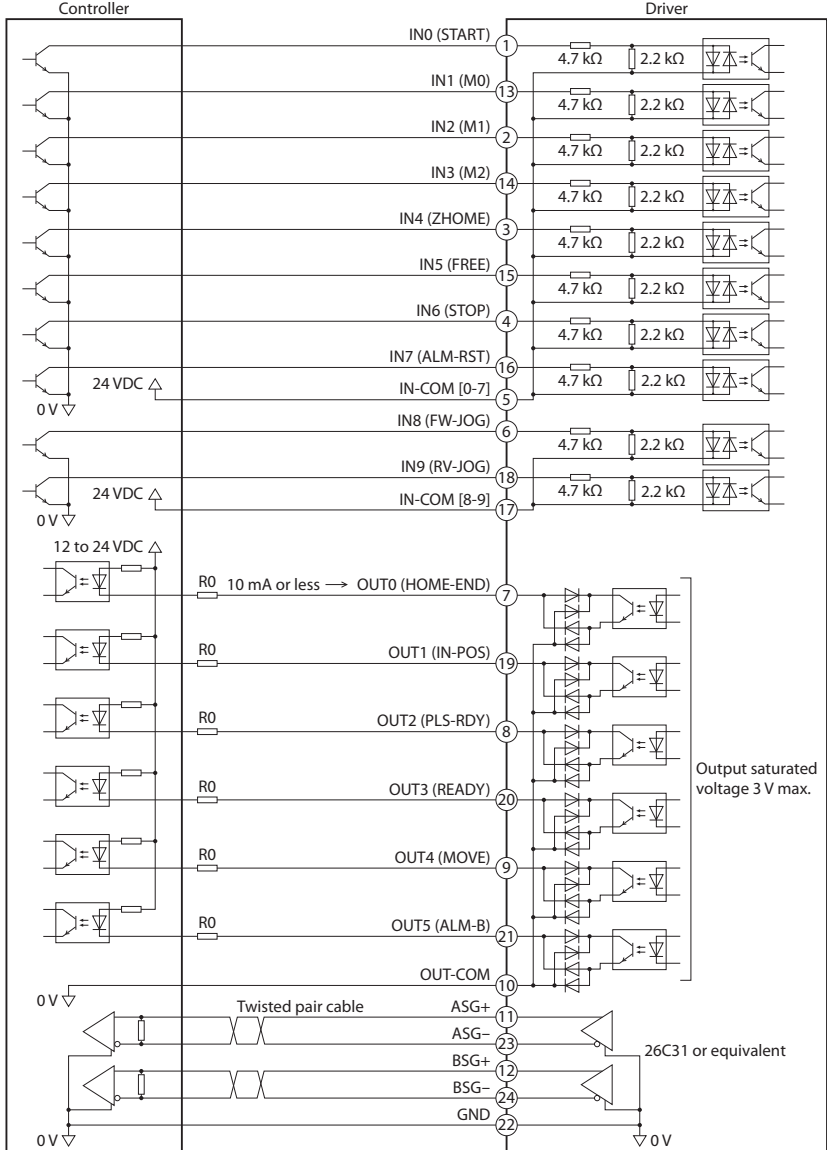 Controller
Driver
IN0 (START)
1
4.7 kΩ
2.2 kΩ
IN1 (M0)
13
4.7 kΩ
2.2 kΩ
IN2 (M1)
2
4.7 kΩ
2.2 kΩ
IN3 (M2)
14
4.7 kΩ
2.2 kΩ
IN4 (ZHOME)
3
4.7 kΩ
2.2 kΩ
IN5 (FREE)
15
4.7 kΩ
2.2 kΩ
IN6 (STOP)
4
4.7 kΩ
2.2 kΩ
IN7 (ALM-RST)
16
4.7 kΩ
2.2 kΩ
24 VDC
IN-COM [0-7]
5
0 V
IN8 (FW-JOG)
6
4.7 kΩ
2.2 kΩ
IN9 (RV-JOG)
18
4.7 kΩ
2.2 kΩ
24 VDC
IN-COM [8-9]
17
0 V
12 to 24 VDC
R0
10 mA or less → OUT0 (HOME-END)
7
R0
OUT1 (IN-POS)
19
R0
OUT2 (PLS-RDY)
8
Output saturated
voltage 3 V max.
R0
OUT3 (READY)
20
R0
OUT4 (MOVE)
9
R0
OUT5 (ALM-B)
21
OUT-COM
10
0 V
Twisted pair cable
ASG+
11
ASG−
23
26C31 or equivalent
BSG+
12
BSG−
24
GND
22
0 V
0 V